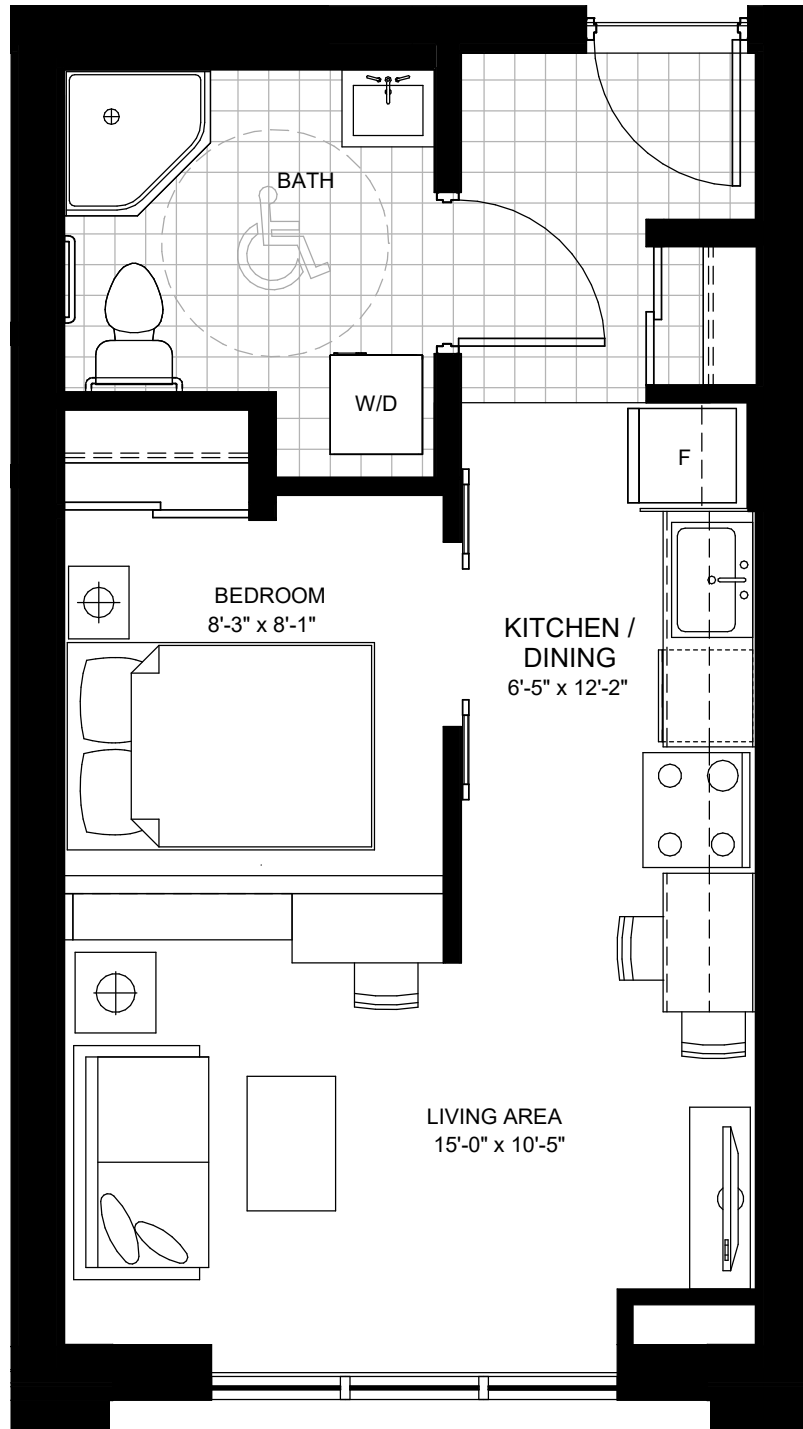 BATH
W/D
F
BEDROOM
8'-3" x 8'-1"
KITCHEN /
DINING
6'-5" x 12'-2"
LIVING AREA
15'-0" x 10'-5"